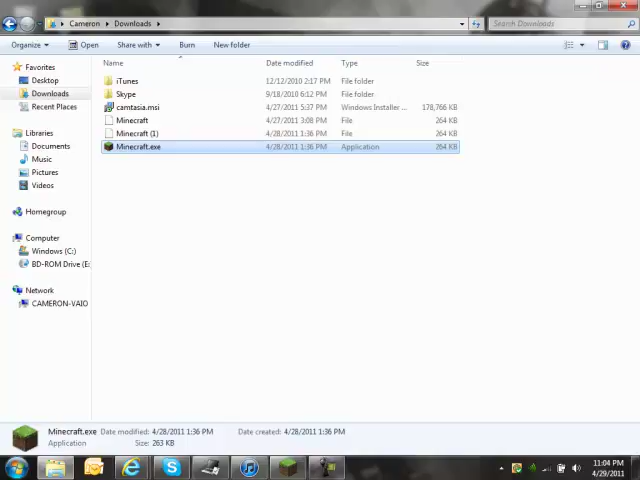 Cameron ▸ Downloads ▸
Search Downloads
Organize ▾ Open Share with ▾ Burn New folder
Name Date modified Type Size
Favorites
Desktop
Downloads
Recent Places
Libraries
Documents
Music
Pictures
Videos
Homegroup
Computer
Windows (C:)
BD-ROM Drive (E:
Network
CAMERON-VAIO
iTunes 12/12/2010 2:17 PM File folder
Skype 9/18/2010 6:12 PM File folder
camtasia.msi 4/27/2011 5:37 PM Windows Installer ... 178,766 KB
Minecraft 4/27/2011 3:08 PM File 264 KB
Minecraft (1) 4/28/2011 1:36 PM File 264 KB
Minecraft.exe 4/28/2011 1:36 PM Application 264 KB
Minecraft.exe Date modified: 4/28/2011 1:36 PM Date created: 4/28/2011 1:36 PM
Application Size: 263 KB
11:04 PM
4/29/2011